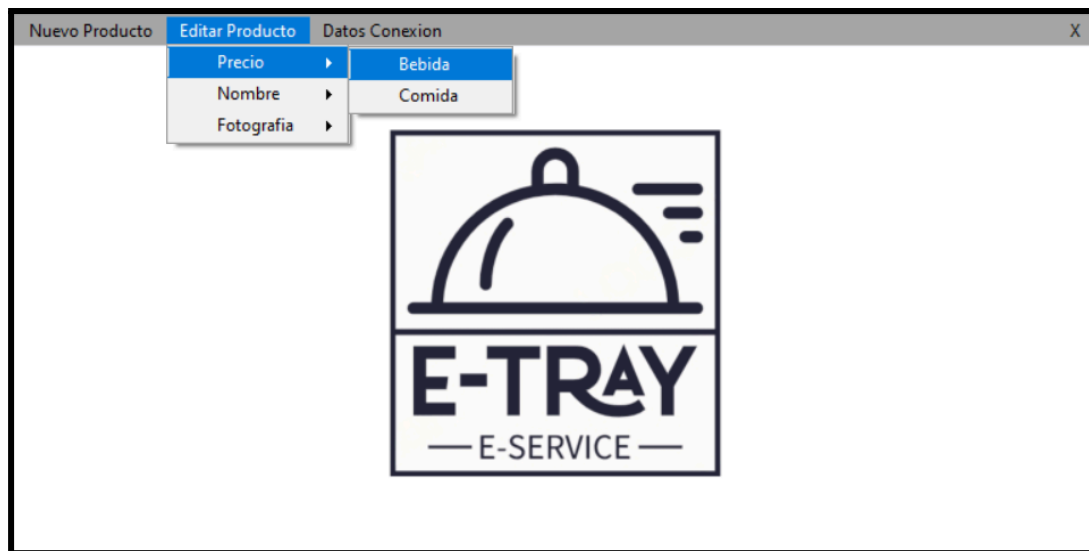 Nuevo Producto Editar Producto Datos Conexion X
Precio Bebida
Nombre Comida
Fotografia
E-TRAY
E-SERVICE